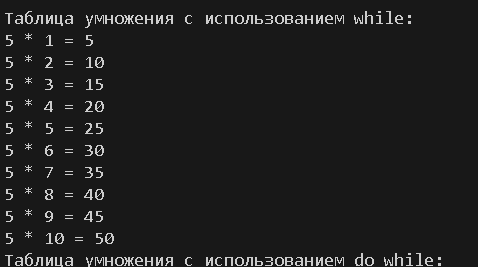 Таблица умножения с использованием while:
5 * 1 = 5
5 * 2 = 10
5 * 3 = 15
5 * 4 = 20
5 * 5 = 25
5 * 6 = 30
5 * 7 = 35
5 * 8 = 40
5 * 9 = 45
5 * 10 = 50
Таблица умножения с использованием do while: